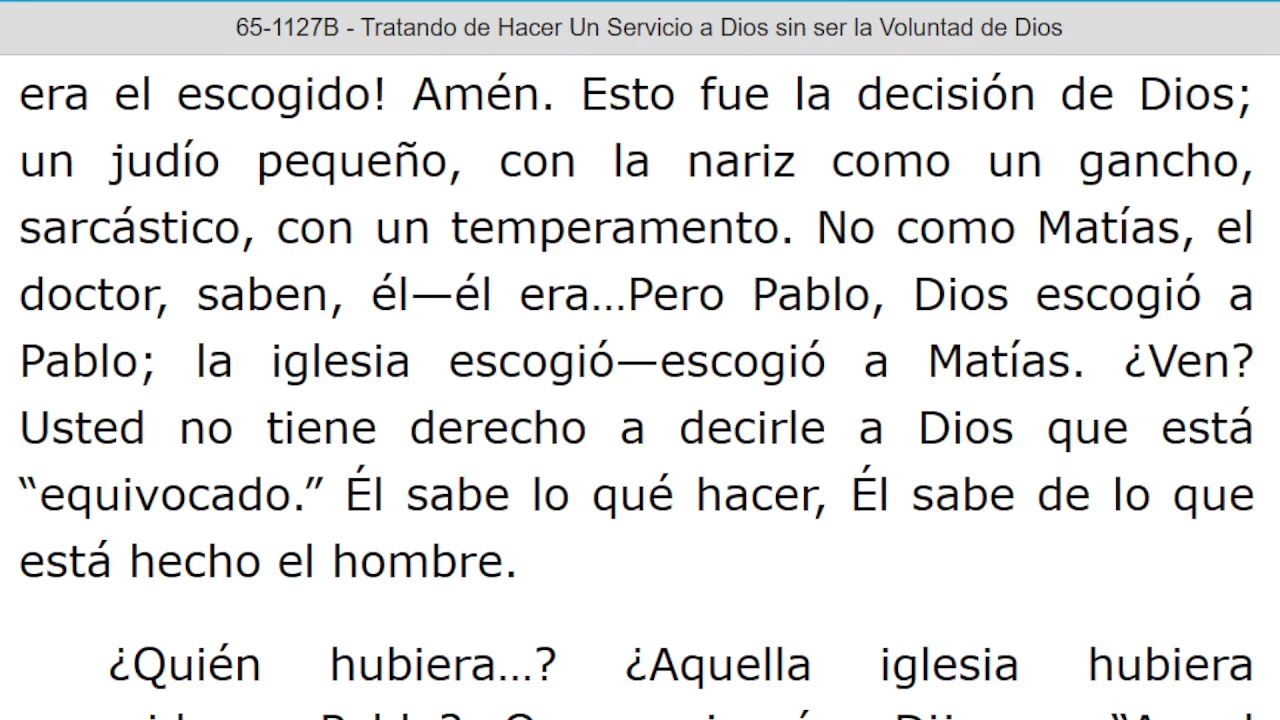 65-1127B - Tratando de Hacer Un Servicio a Dios sin ser la Voluntad de Dios
era el escogido! Amén. Esto fue la decisión de Dios;
un judío pequeño, con la nariz como un gancho,
sarcástico, con un temperamento. No como Matías, el
doctor, saben, él—él era...Pero Pablo, Dios escogió a
Pablo; la iglesia escogió—escogió a Matías. ¿Ven?
Usted no tiene derecho a decirle a Dios que está
“equivocado.” Él sabe lo qué hacer, Él sabe de lo que
está hecho el hombre.
¿Quién hubiera...? ¿Aquella iglesia hubiera